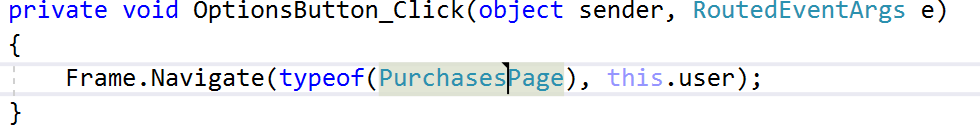 private void OptionsButton_Click(object sender, RoutedEventArgs e)
{
Frame.Navigate(typeof(PurchasesPage), this.user);
}